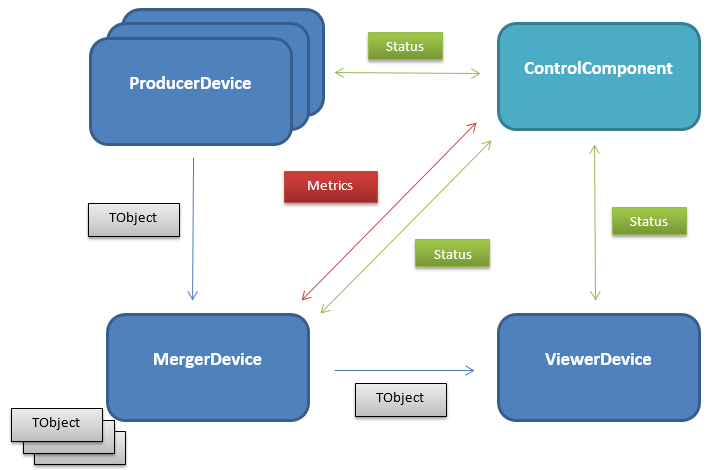 Status
ProducerDevice
ControlComponent
Metrics
TObject
Status
Status
MergerDevice
ViewerDevice
TObject
TObject